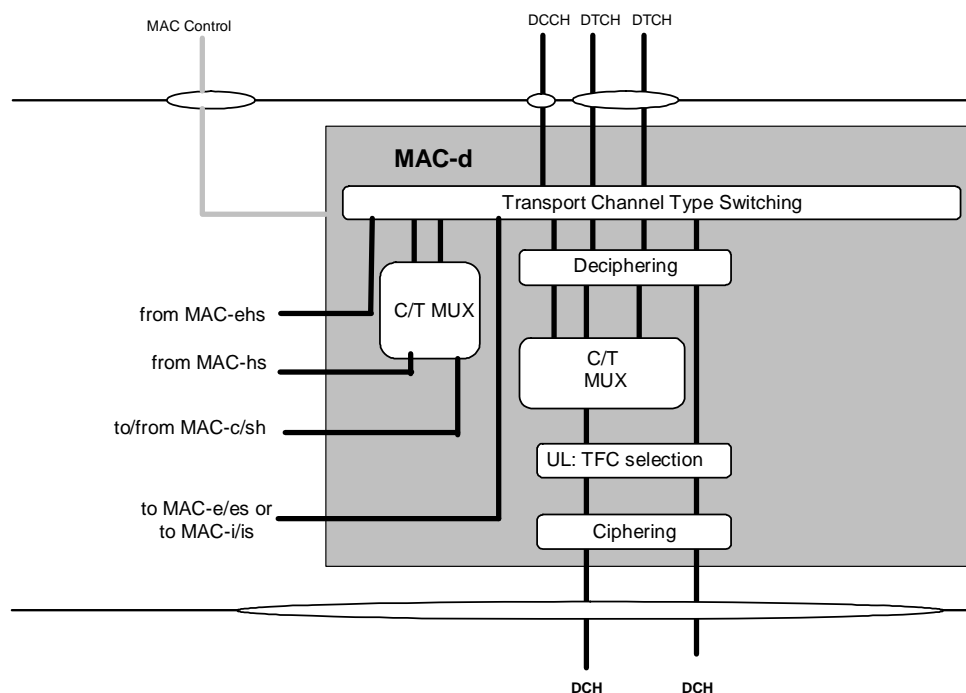 MAC Control
DCCH DTCH DTCH
MAC-d
Transport Channel Type Switching
Deciphering
from MAC-ehs
C/T MUX
from MAC-hs
C/T
MUX
to/from MAC-c/sh
UL: TFC selection
to MAC-e/es or
to MAC-i/is
Ciphering
DCH DCH